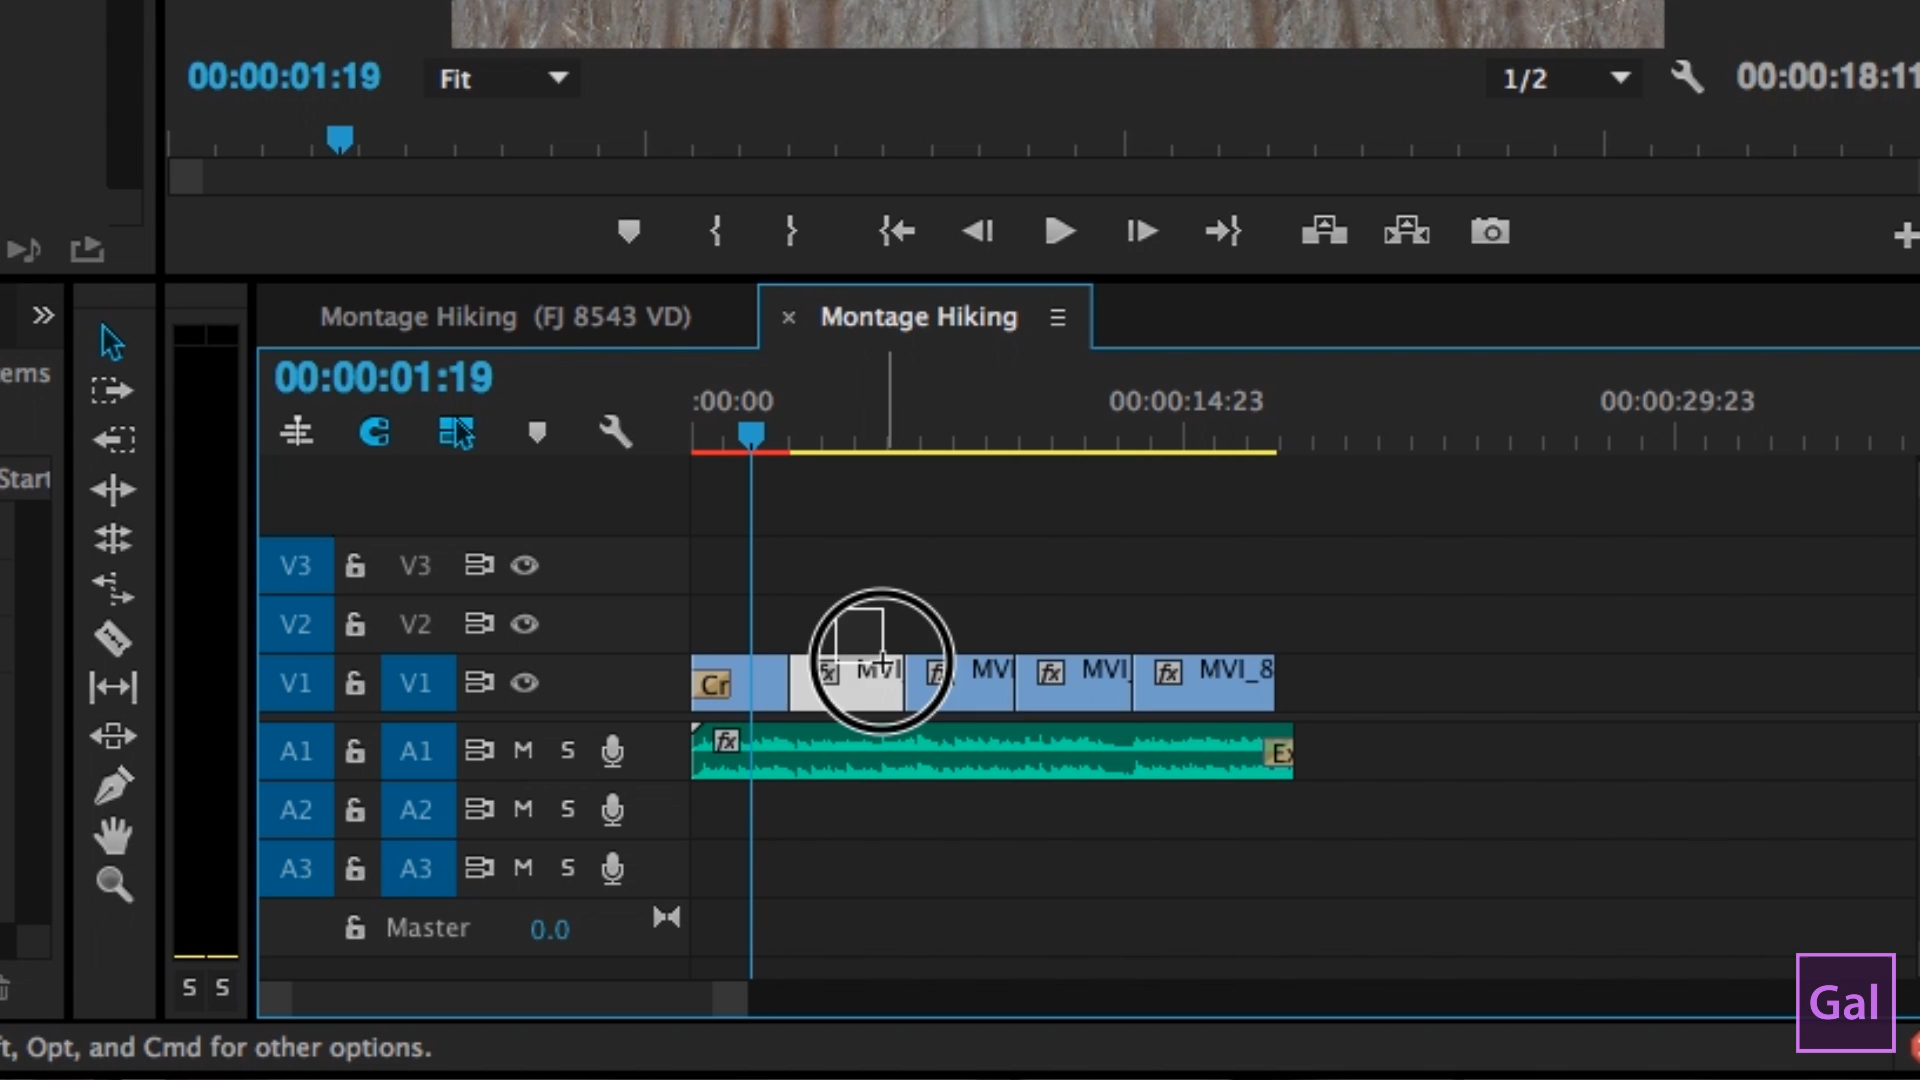 00:00:01:19 Fit 1/2 00:00:18:11
Montage Hiking (FJ 8543 VD) × Montage Hiking
ems
00:00:01:19
:00:00 00:00:14:23 00:00:29:23
Start
V3 V3
V2 V2
V1 V1 Cr fx MVI fx MVI fx MVI_ fx MVI_8
A1 A1 M S fx Ex
A2 A2 M S
A3 A3 M S
Master 0.0
S S
Gal
t, Opt, and Cmd for other options.